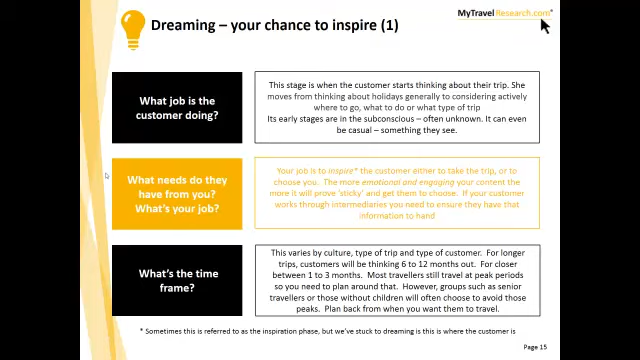 Dreaming – your chance to inspire (1)
MyTravelResearch.com®
What job is the
customer doing?
This stage is when the customer starts thinking about their trip. She
moves from thinking about holidays generally to considering actively
where to go, what to do or what type of trip
Its early stages are in the subconscious – often unknown. It can even
be casual – something they see.
What needs do they
have from you?
What's your job?
Your job is to inspire* the customer either to take the trip, or to
choose you. The more emotional and engaging your content the
more it will prove 'sticky' and get them to choose. If your customer
works through intermediaries you need to ensure they have that
information to hand
What's the time
frame?
This varies by culture, type of trip and type of customer. For longer
trips, customers will be thinking 6 to 12 months out. For closer
between 1 to 3 months. Most travellers still travel at peak periods
so you need to plan around that. However, groups such as senior
travellers or those without children will often choose to avoid those
peaks. Plan back from when you want them to travel.
* Sometimes this is referred to as the inspiration phase, but we've stuck to dreaming is this is where the customer is
Page 15